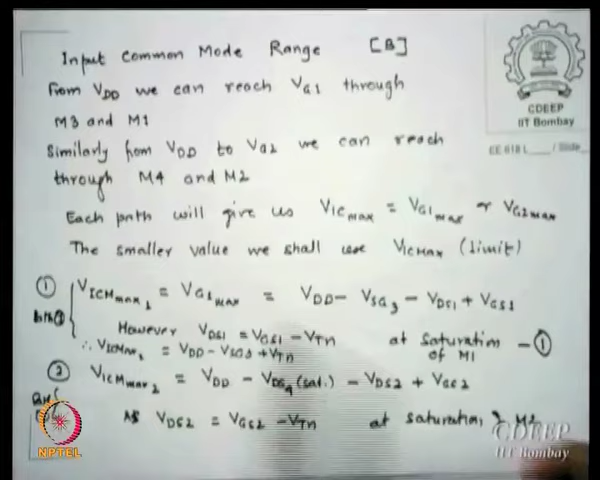 Input Common Mode Range [B]
From VDD we can reach VG1 through
M3 and M1
Similarly from VDD to VG2 we can reach
through M4 and M2
Each path will give us VICmax = VG1max or VG2max
The smaller value we shall use VICMAX (limit)
① VICMmax1 = VG1max = VDD - VSG3 - VDS1 + VGS1
However VDS1 = VGS1 - VTn at saturation of M1 - ①
∴ VICMax1 = VDD - VSG3 + VTn
② VICMmax2 = VDD - VDS4 (sat.) - VDS2 + VGS2
As VDS2 = VGS2 - VTn at saturation, M2
CDEEP
IIT Bombay
EE 618 L /Slide
NPTEL
CDEEP
IIT Bombay